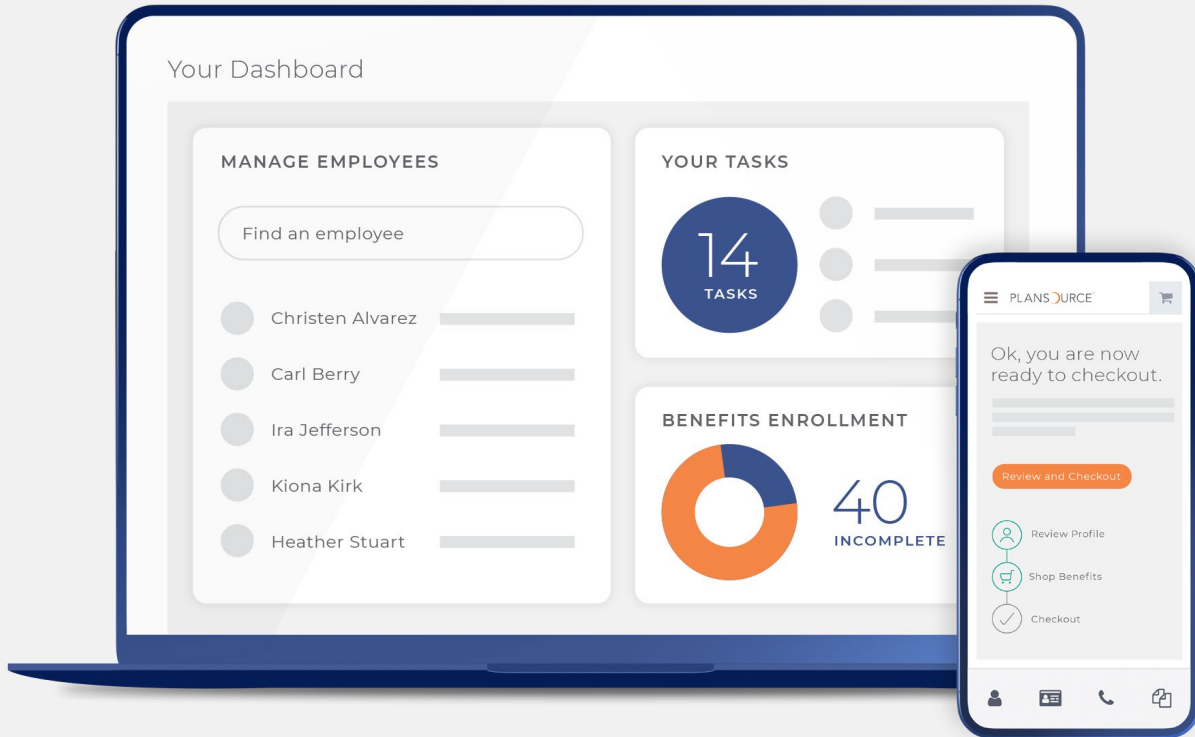 Your Dashboard
MANAGE EMPLOYEES
Find an employee
Christen Alvarez
Carl Berry
Ira Jefferson
Kiona Kirk
Heather Stuart
YOUR TASKS
14
TASKS
BENEFITS ENROLLMENT
40
INCOMPLETE
PLANSOURCE
Ok, you are now
ready to checkout.
Review and Checkout
Review Profile
Shop Benefits
Checkout